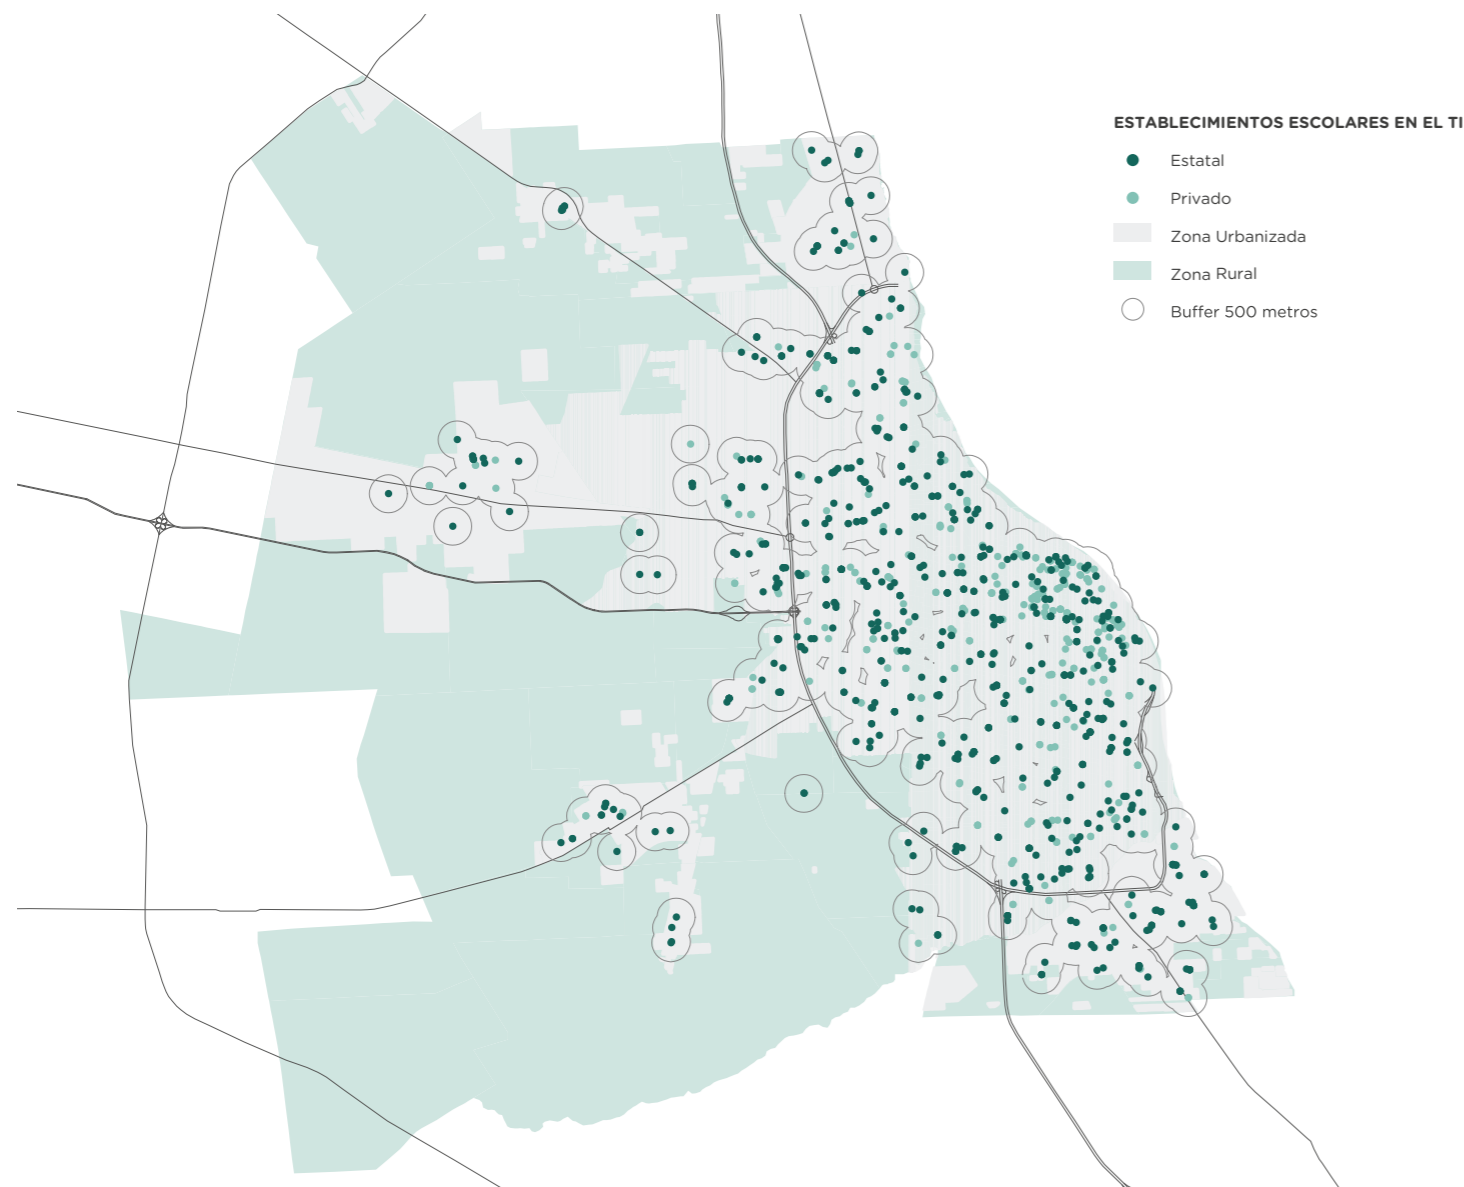 ESTABLECIMIENTOS ESCOLARES EN EL TI
Estatal
Privado
Zona Urbanizada
Zona Rural
Buffer 500 metros